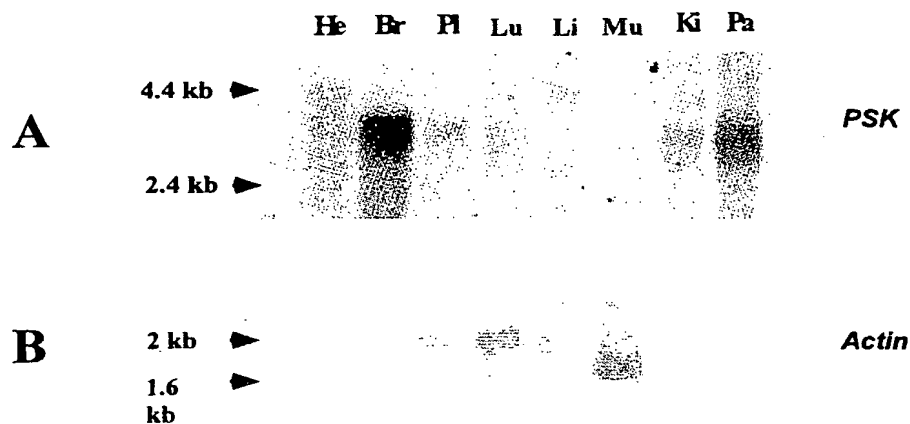 He Br Pl Lu Li Mu Ki Pa
4.4 kb
A
PSK
2.4 kb
B
2 kb
Actin
1.6
kb